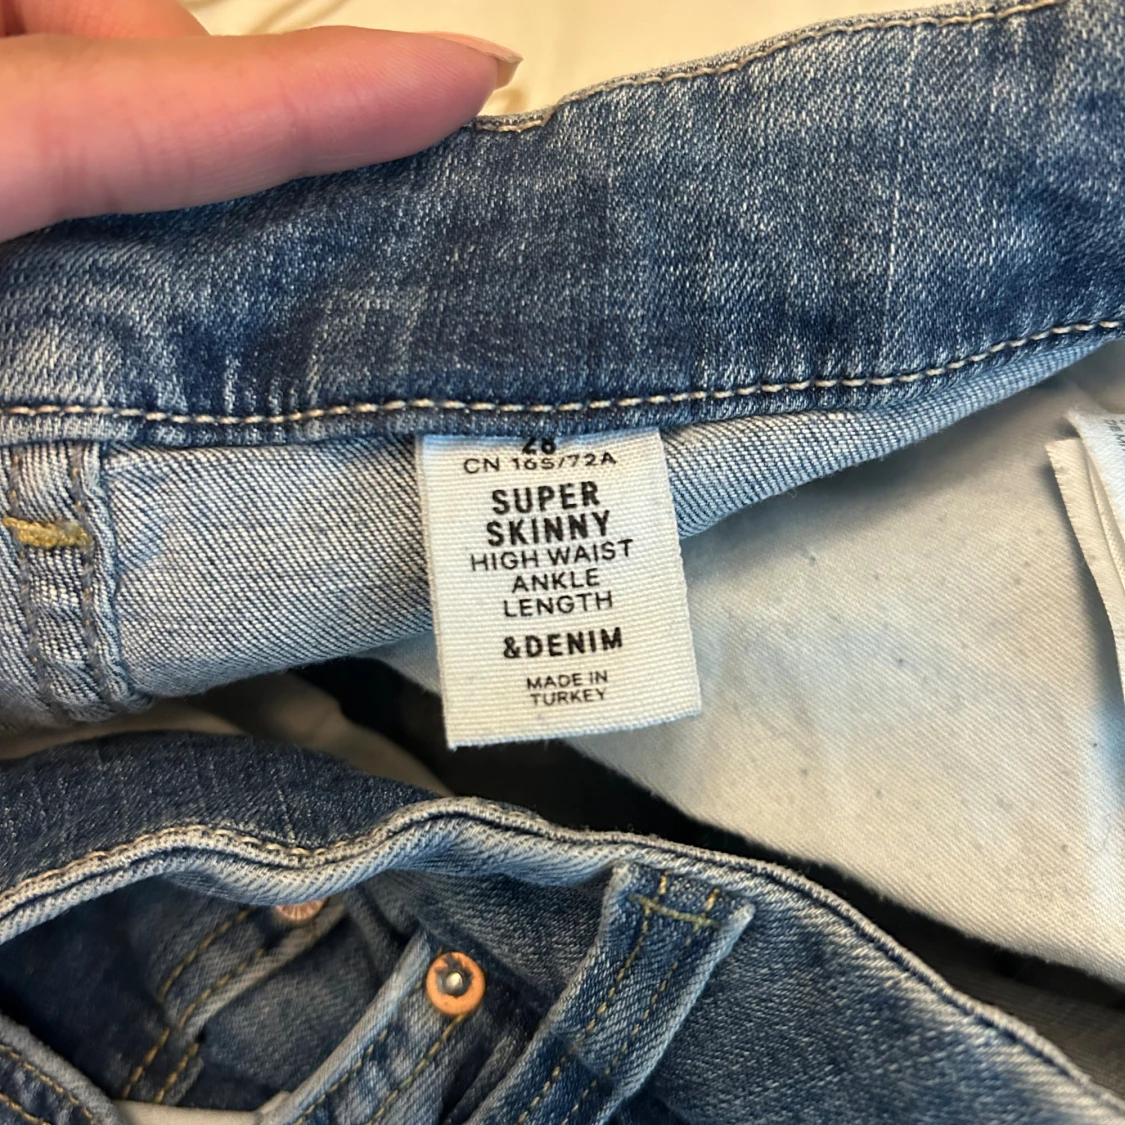 28
CN 165/72A
SUPER
SKINNY
HIGH WAIST
ANKLE
LENGTH
&DENIM
MADE IN
TURKEY